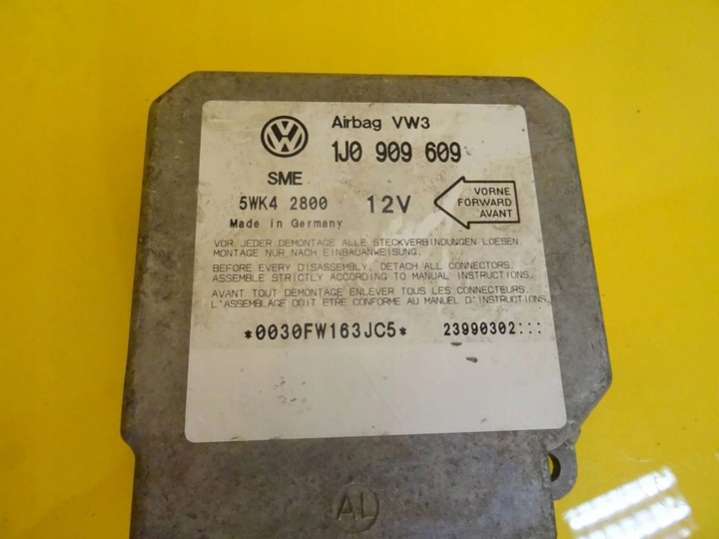 Airbag VW3
1J0 909 609
SME
5WK4 2800 12V
VORNE
FORWARD
AVANT
Made in Germany
VOR JEDER DEMONTAGE ALLE STECKVERBINDUNGEN LOESEN
MONTAGE NUR NACH EINBAUANWEISUNG.
BEFORE EVERY DISASSEMBLY, DETACH ALL CONNECTORS.
ASSEMBLE STRICTLY ACCORDING TO MANUAL INSTRUCTIONS.
AVANT TOUT DEMONTAGE ENLEVER TOUS LES CONNECTEURS.
L'ASSEMBLAGE DOIT ETRE CONFORME AU MANUEL D'INSTRUCTIONS.
*0030FW163JC5* 23990302:::
AL